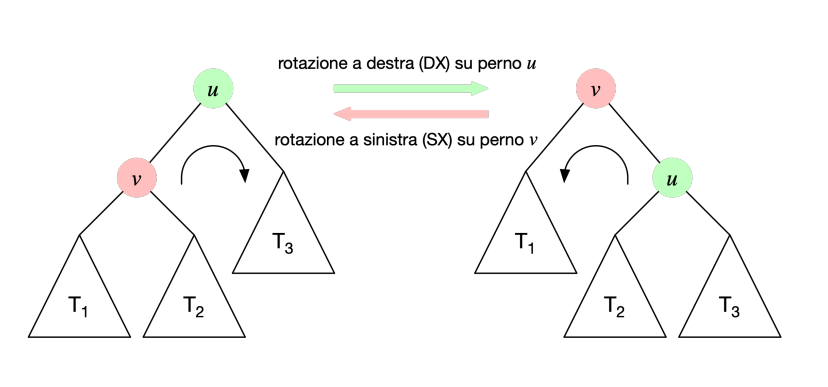 rotazione a destra (DX) su perno u
rotazione a sinistra (SX) su perno v
u
v
T1
T2
T3
v
u
T1
T2
T3